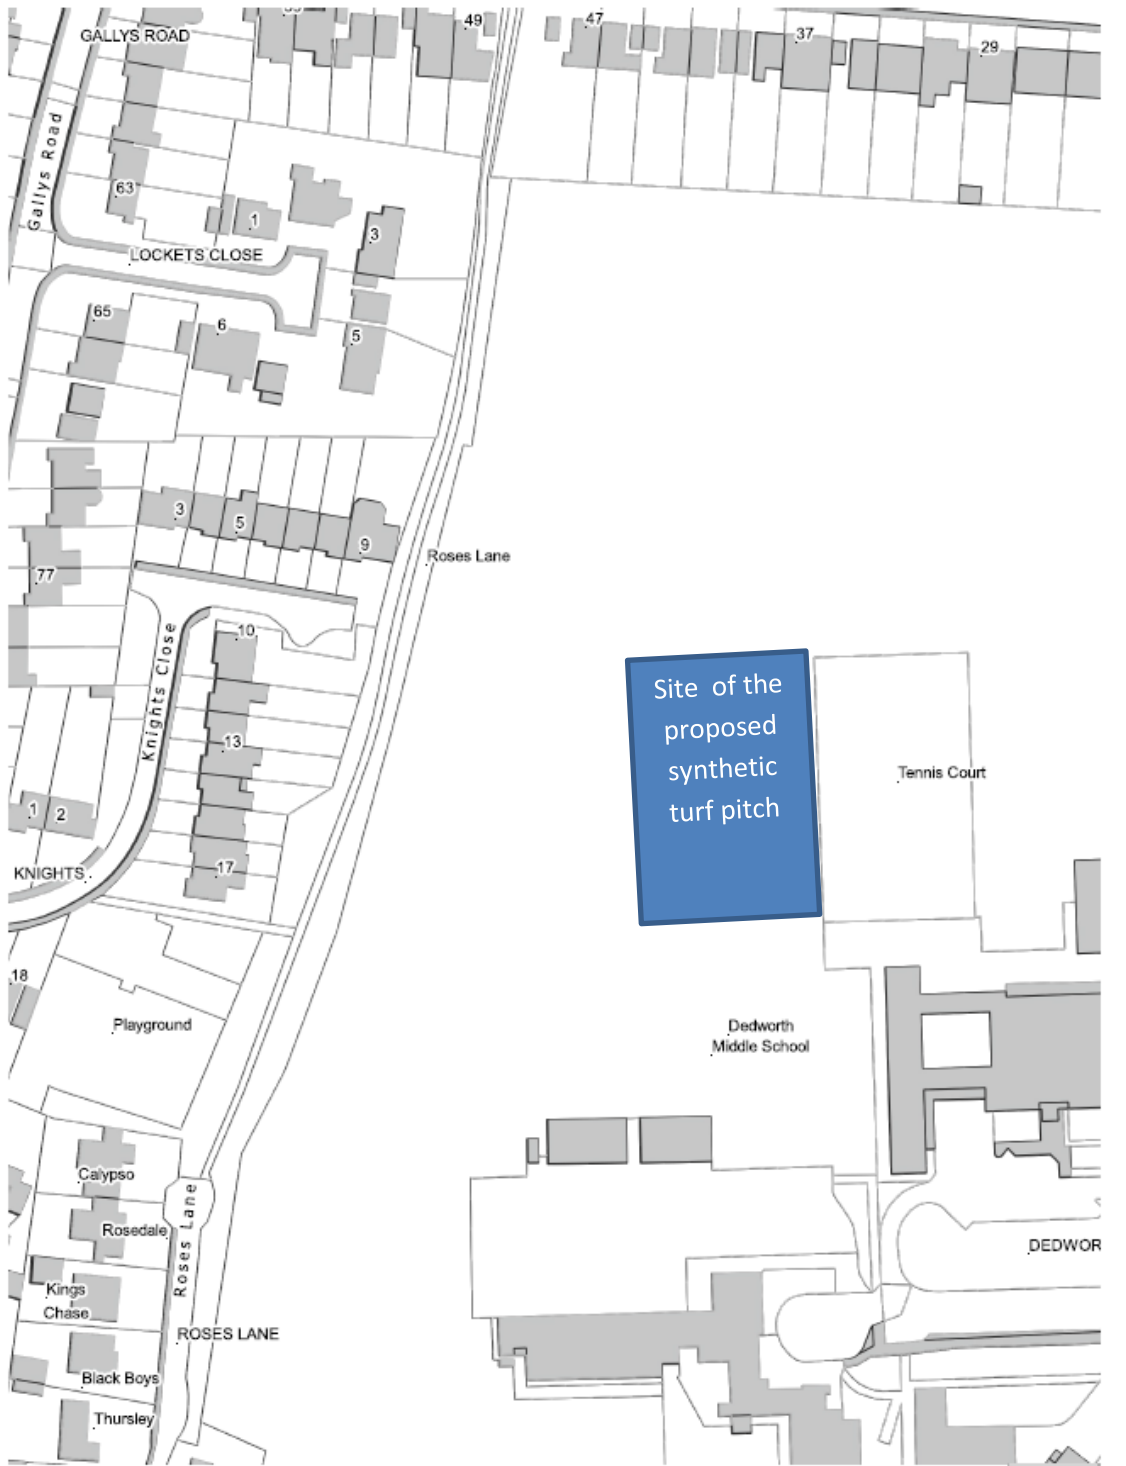 49
47
37
29
GALLYS ROAD
Gallys Road
63
1
3
LOCKETS CLOSE
65
6
5
3
5
9
Roses Lane
77
10
Knights Close
13
Site of the
proposed
synthetic
turf pitch
Tennis Court
1
2
KNIGHTS
17
18
Playground
Dedworth
Middle School
Calypso
Roses Lane
Rosedale
DEDWOR
Kings
Chase
ROSES LANE
Black Boys
Thursley